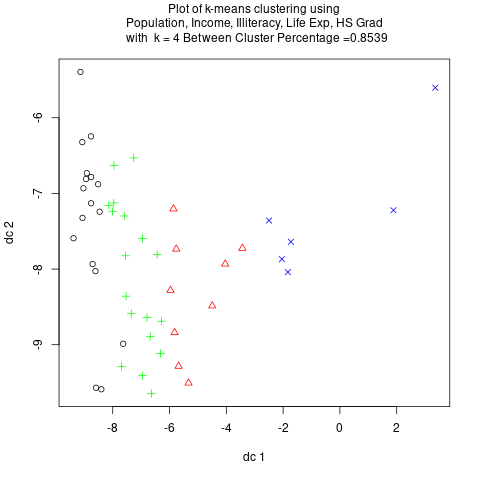 Plot of k-means clustering using
Population, Income, Illiteracy, Life Exp, HS Grad
with  k = 4 Between Cluster Percentage =0.8539
-6
-7
-8
-9
dc 2
-8
-6
-4
-2
0
2
dc 1